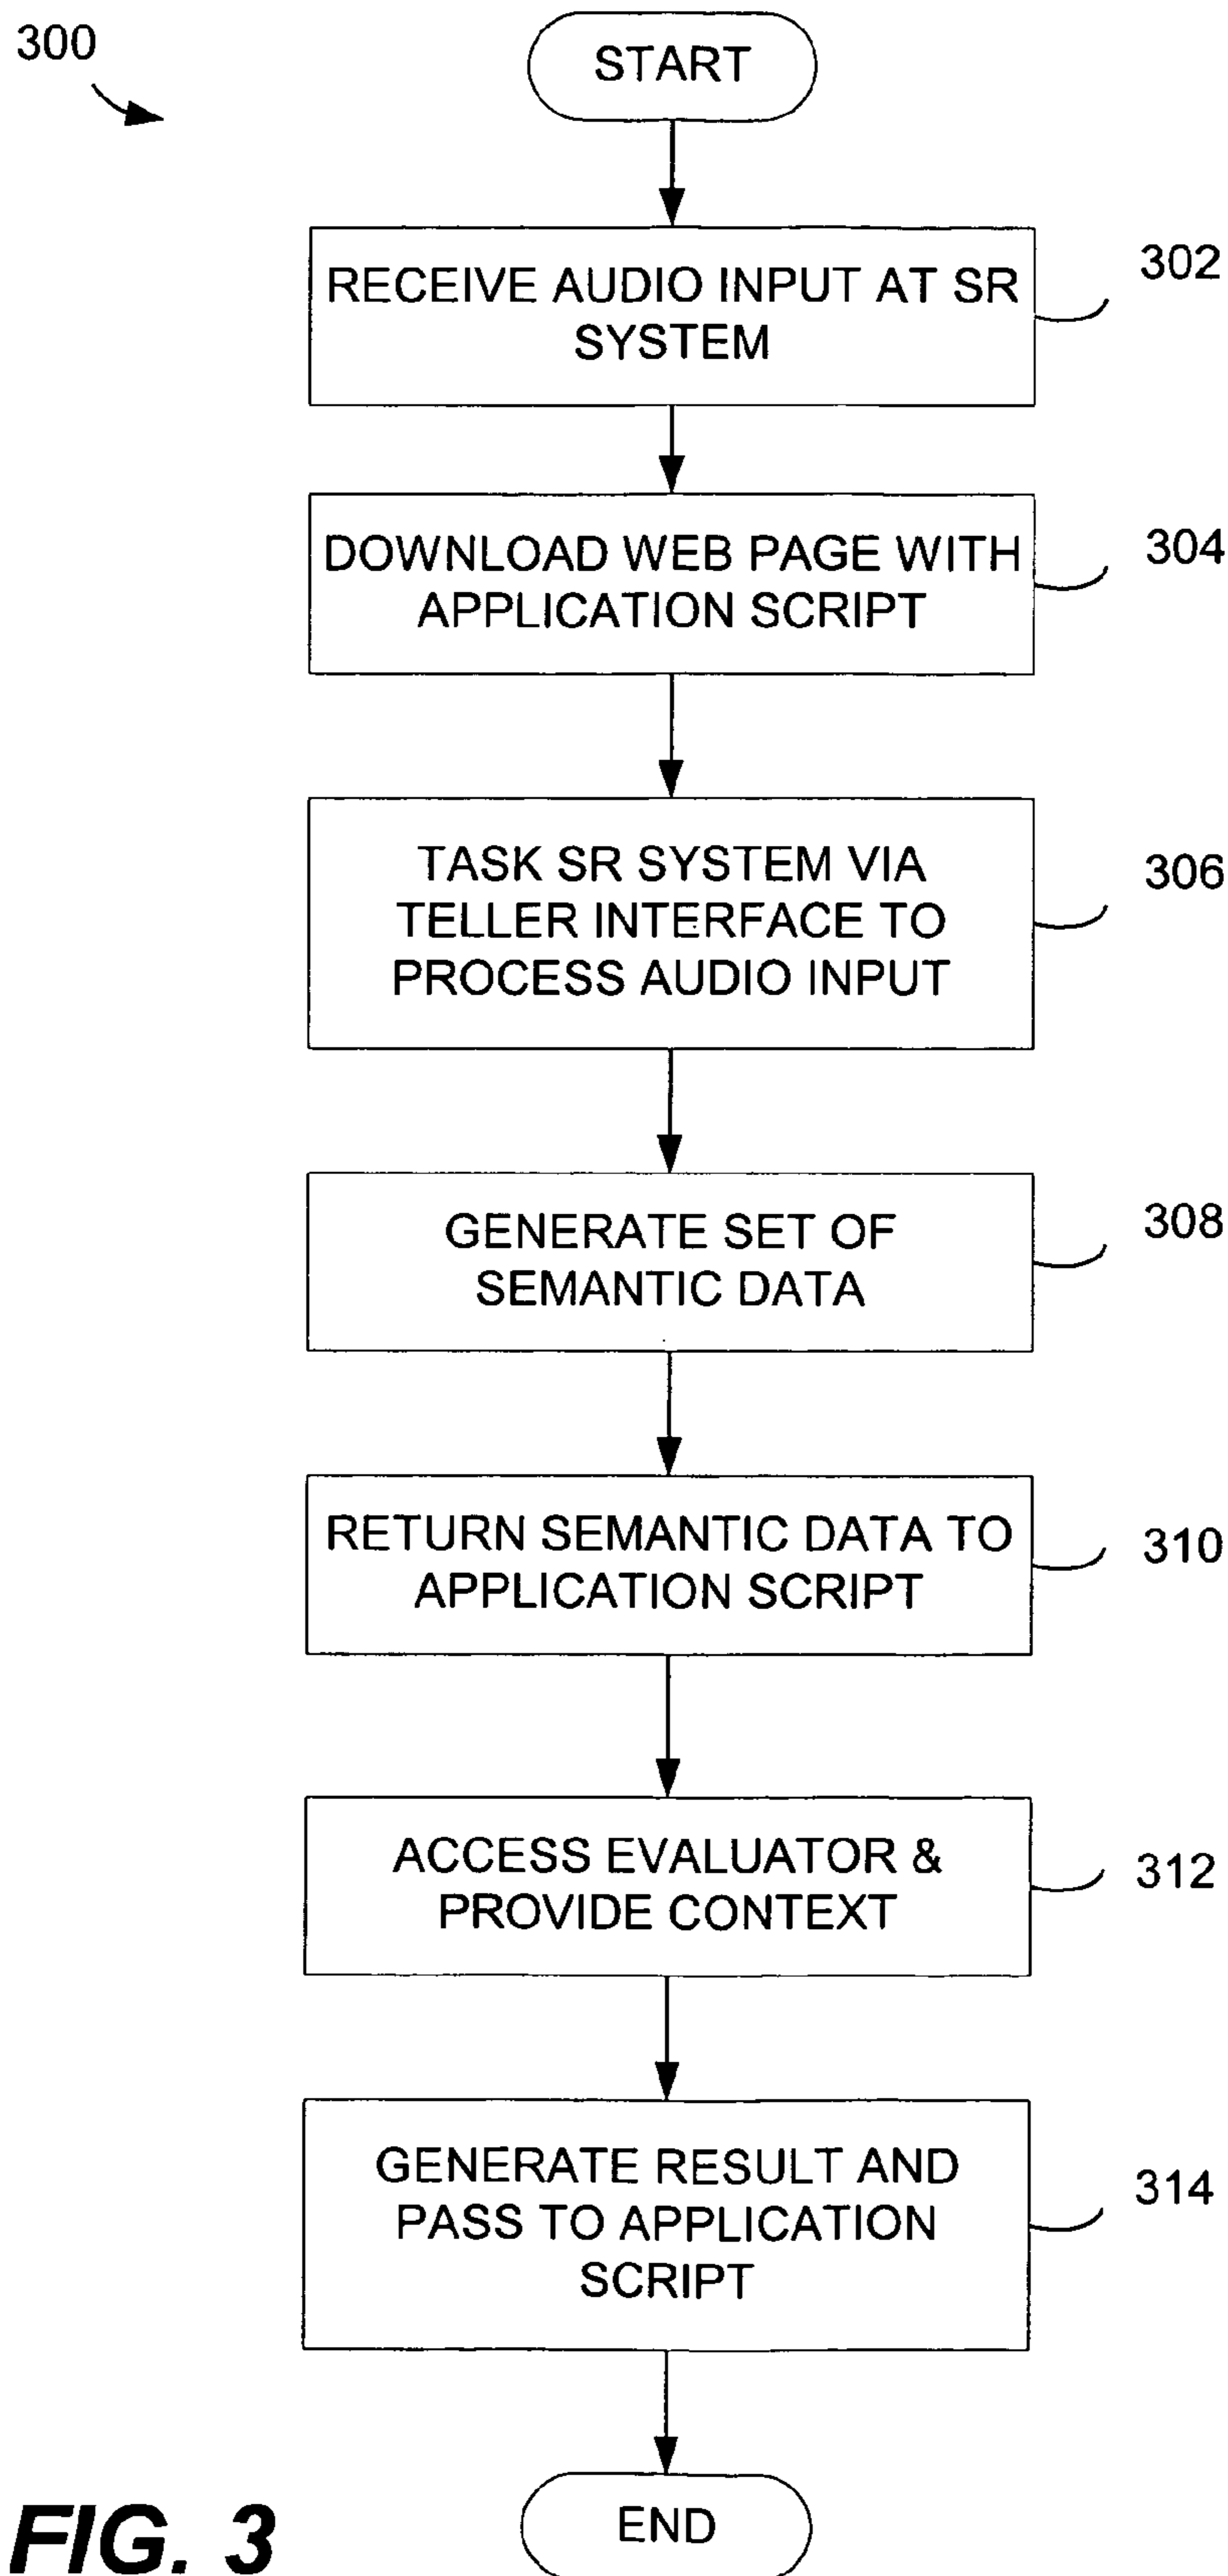 300
START
RECEIVE AUDIO INPUT AT SR
SYSTEM
302
DOWNLOAD WEB PAGE WITH
APPLICATION SCRIPT
304
TASK SR SYSTEM VIA
TELLER INTERFACE TO
PROCESS AUDIO INPUT
306
GENERATE SET OF
SEMANTIC DATA
308
RETURN SEMANTIC DATA TO
APPLICATION SCRIPT
310
ACCESS EVALUATOR &
PROVIDE CONTEXT
312
GENERATE RESULT AND
PASS TO APPLICATION
SCRIPT
314
END
FIG. 3